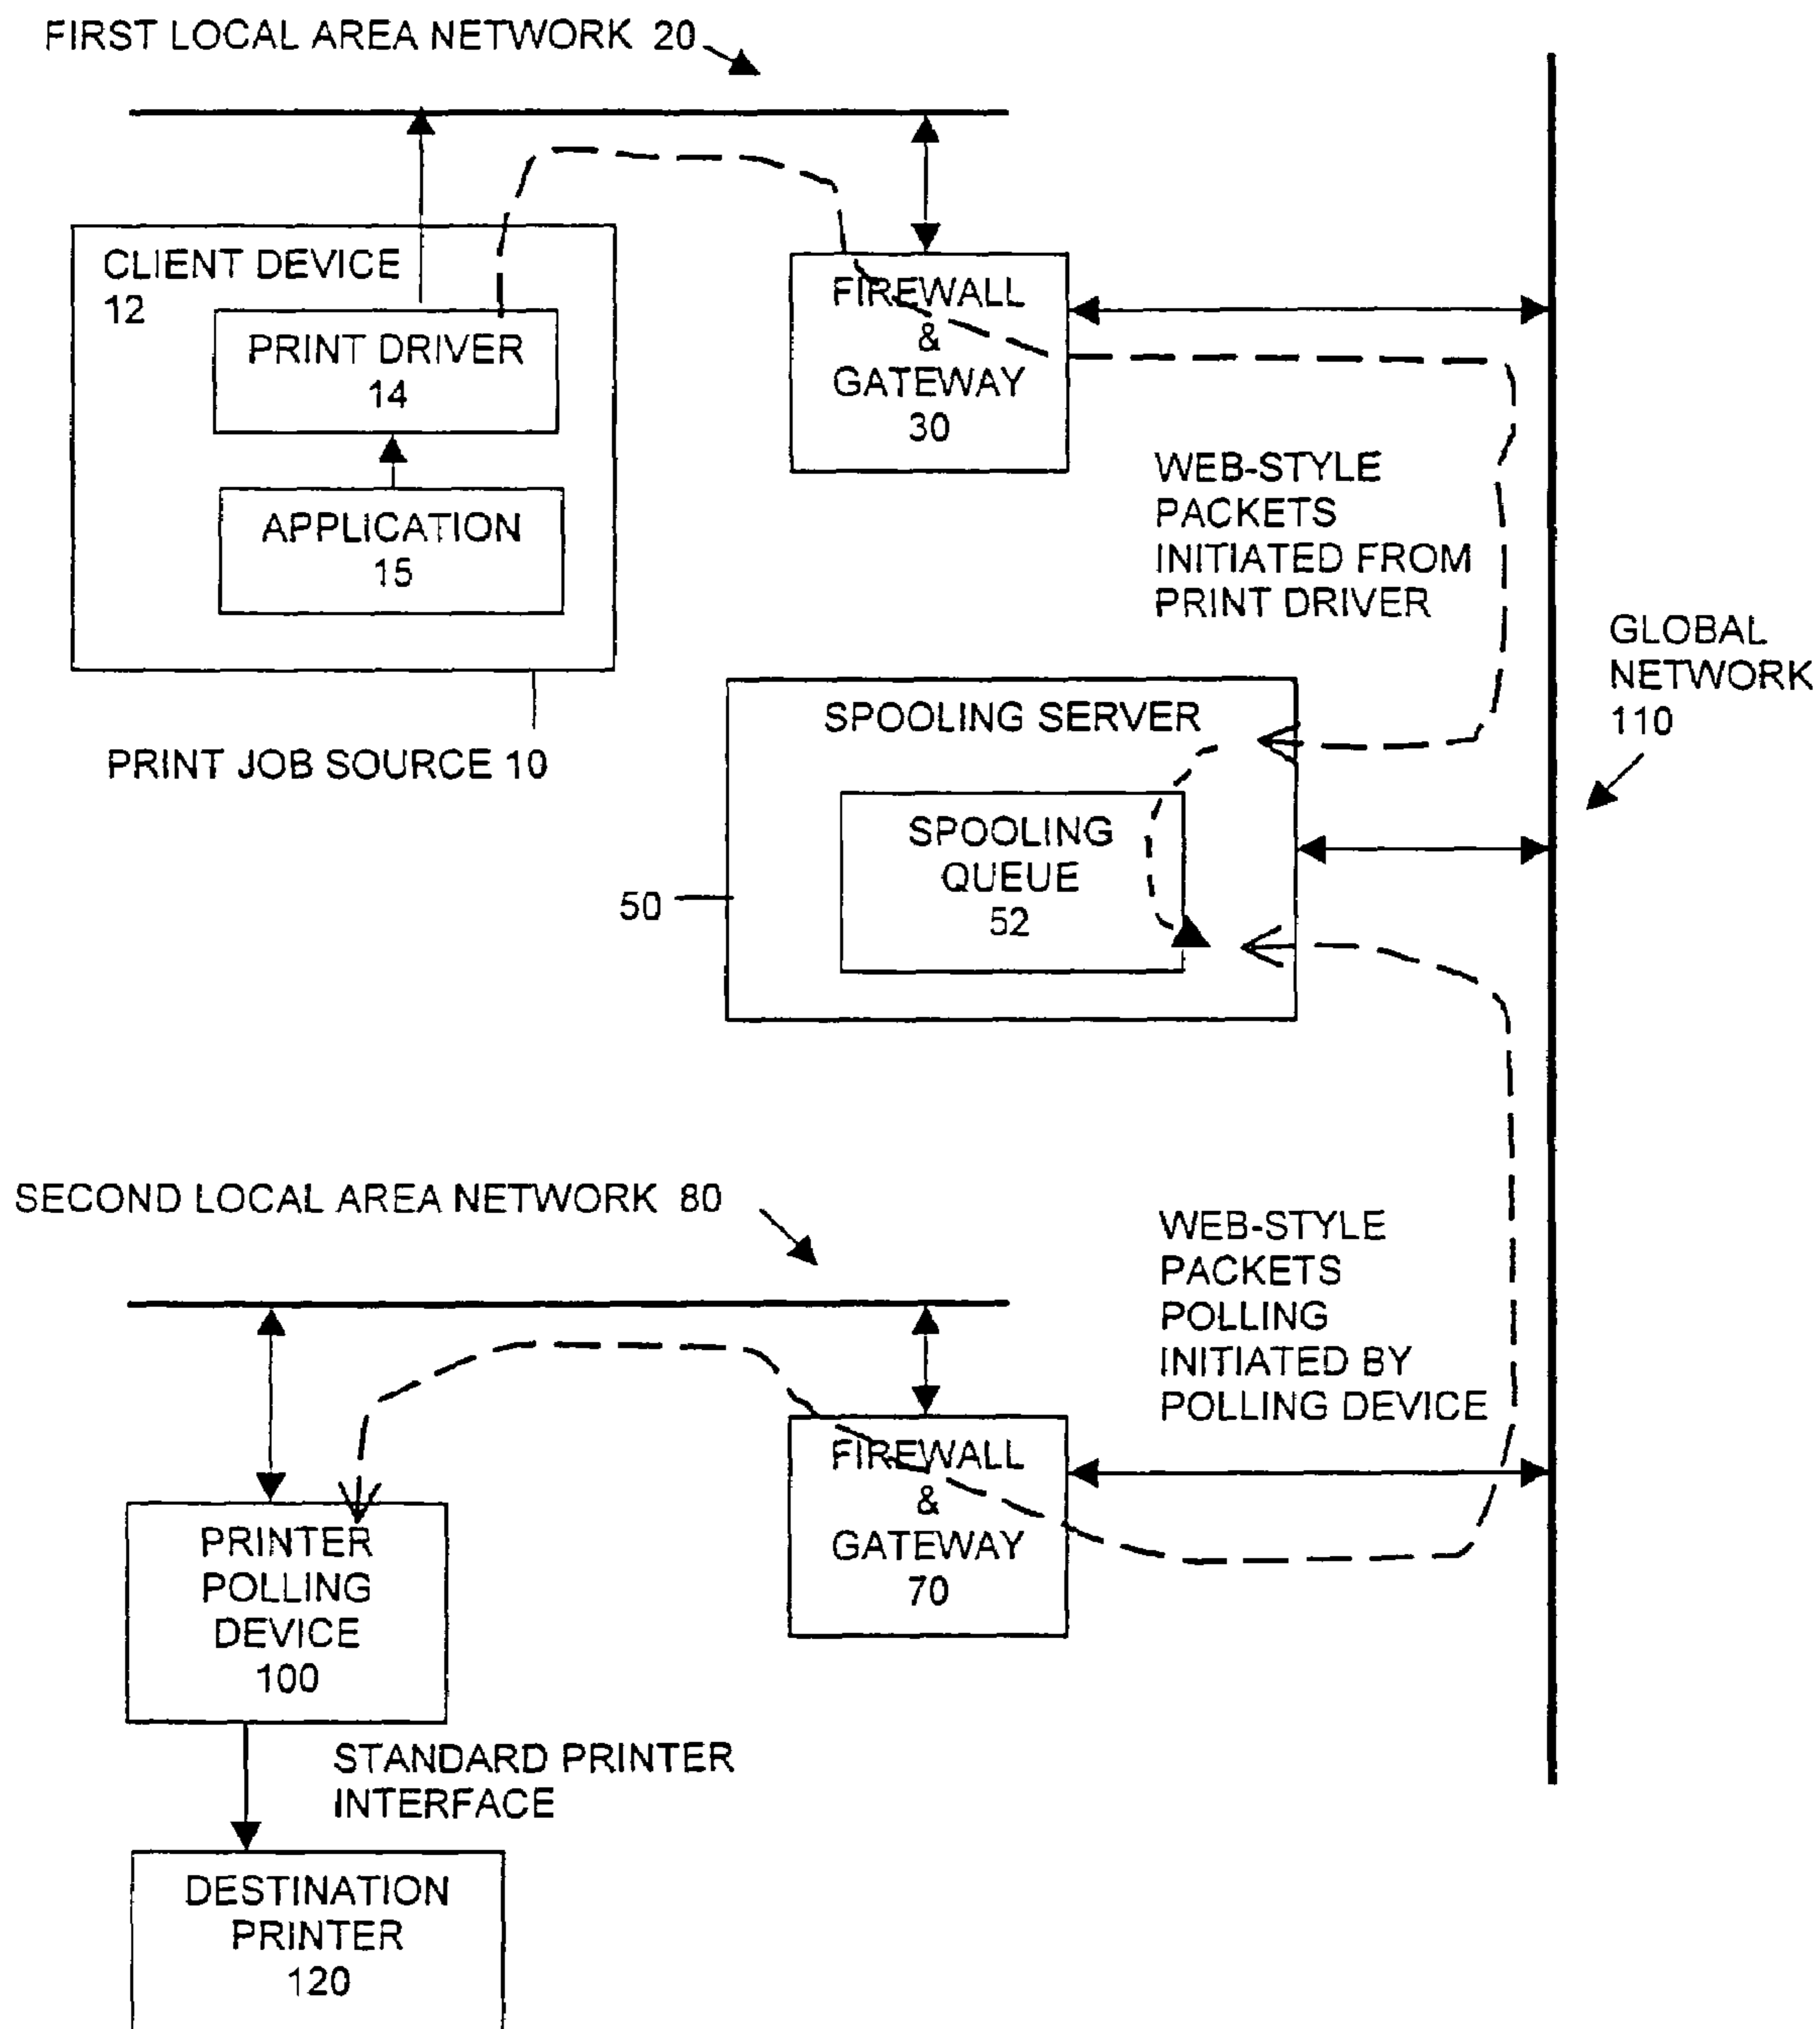 FIRST LOCAL AREA NETWORK 20
CLIENT DEVICE
12
PRINT DRIVER
14
APPLICATION
15
PRINT JOB SOURCE 10
FIREWALL
&
GATEWAY
30
WEB-STYLE
PACKETS
INITIATED FROM
PRINT DRIVER
GLOBAL
NETWORK
110
SPOOLING SERVER
SPOOLING
QUEUE
52
50
SECOND LOCAL AREA NETWORK 80
WEB-STYLE
PACKETS
POLLING
INITIATED BY
POLLING DEVICE
FIREWALL
&
GATEWAY
70
PRINTER
POLLING
DEVICE
100
STANDARD PRINTER
INTERFACE
DESTINATION
PRINTER
120